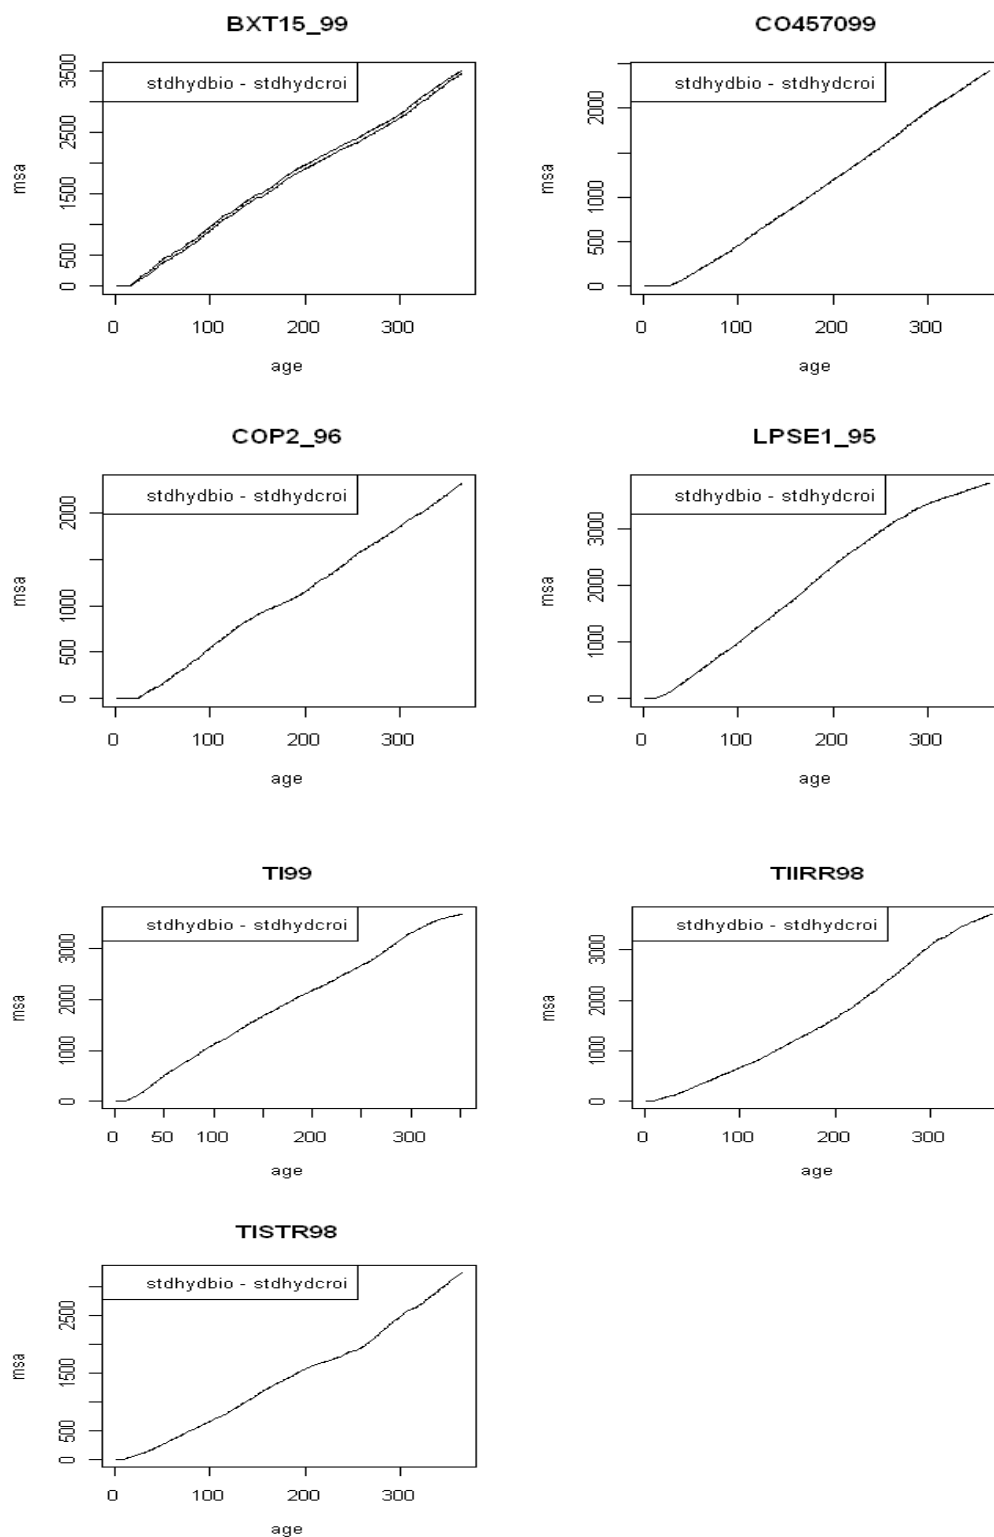 BXT15_99
stdhydbio - stdhydcroi
3500
2500
1500
500
0
msa
0 100 200 300
age
CO457099
stdhydbio - stdhydcroi
2000
1000
500
0
msa
0 100 200 300
age
COP2_96
stdhydbio - stdhydcroi
2000
1000
500
0
msa
0 100 200 300
age
LPSE1_95
stdhydbio - stdhydcroi
3000
2000
1000
0
msa
0 100 200 300
age
TI99
stdhydbio - stdhydcroi
3000
2000
1000
0
msa
0 50 100 200 300
age
TIIRR98
stdhydbio - stdhydcroi
3000
2000
1000
0
msa
0 100 200 300
age
TISTR98
stdhydbio - stdhydcroi
2500
1500
500
0
msa
0 100 200 300
age